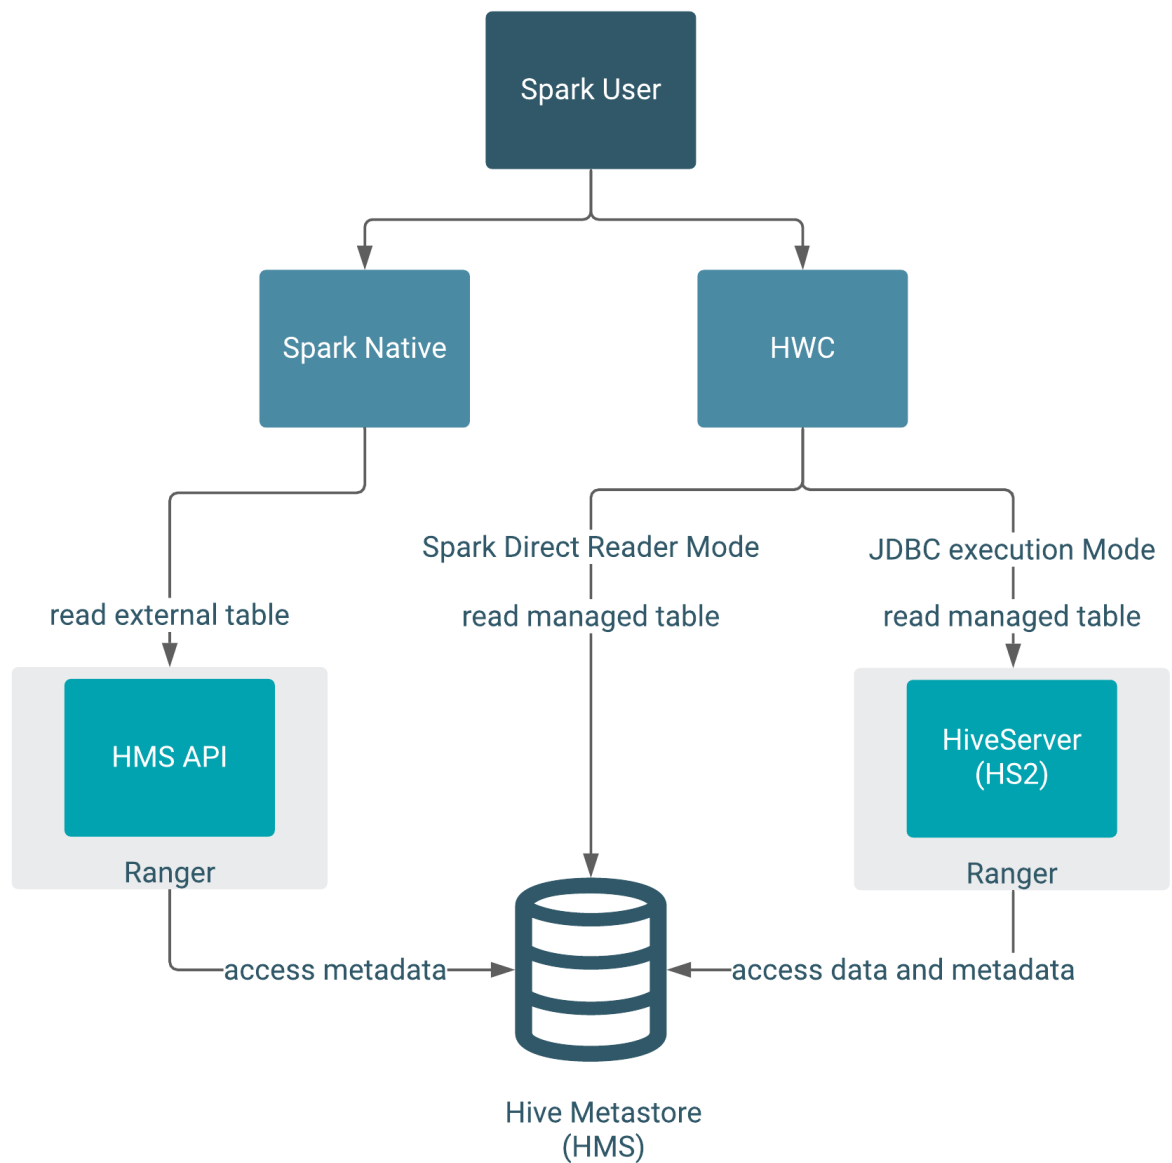 Spark User
Spark Native
HWC
Spark Direct Reader Mode
JDBC execution Mode
read external table
read managed table
read managed table
HMS API
HiveServer
(HS2)
Ranger
Ranger
access metadata
access data and metadata
Hive Metastore
(HMS)